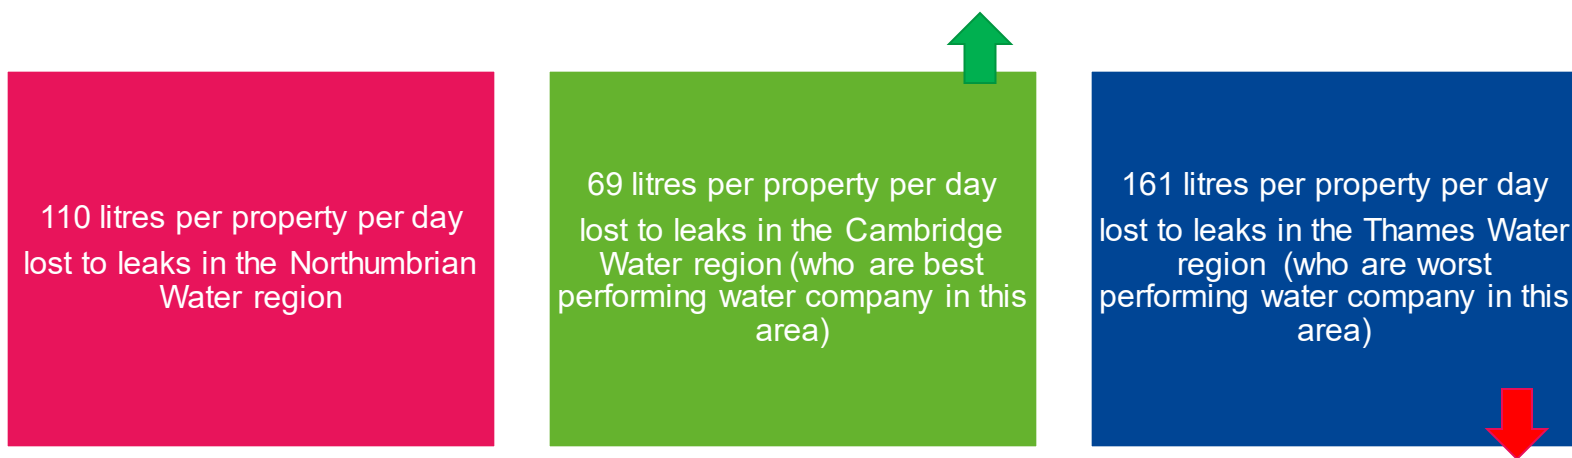 110 litres per property per day
lost to leaks in the Northumbrian
Water region
69 litres per property per day
lost to leaks in the Cambridge
Water region (who are best
performing water company in this
area)
161 litres per property per day
lost to leaks in the Thames Water
region (who are worst
performing water company in this
area)